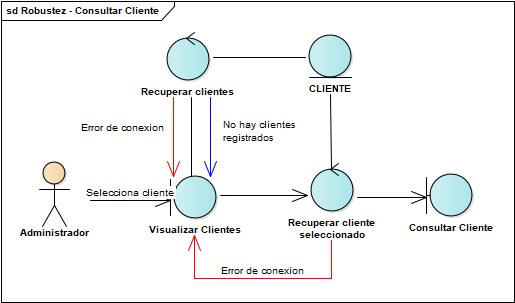 sd Robustez - Consultar Cliente
Recuperar clientes
CLIENTE
Error de conexion
No hay clientes
registrados
Selecciona cliente
Administrador
Visualizar Clientes
Recuperar cliente
seleccionado
Consultar Cliente
Error de conexion